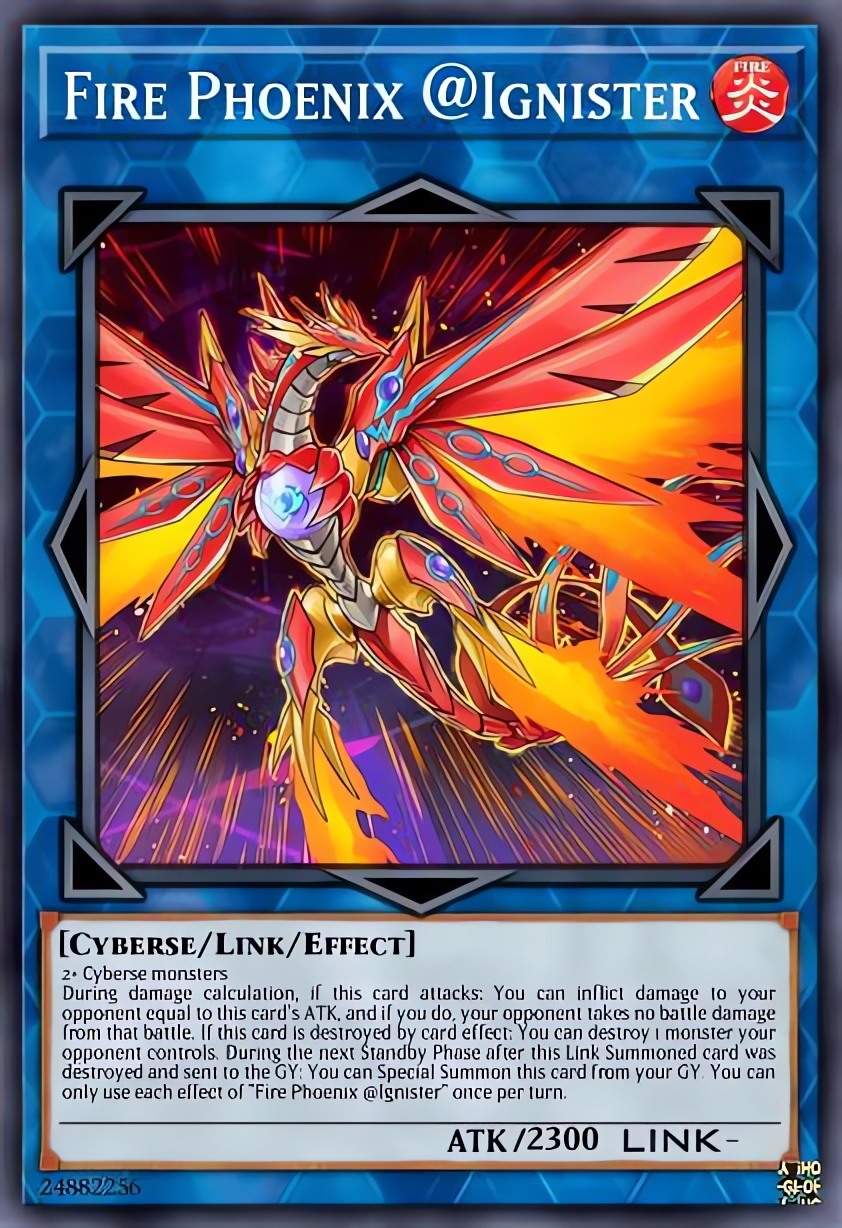 FIRE PHOENIX @IGNISTER
FIRE
炎
[CYBERSE/LINK/EFFECT]
2+ Cyberse monsters
During damage calculation, if this card attacks: You can inflict damage to your
opponent equal to this card's ATK, and if you do, your opponent takes no battle damage
from that battle. If this card is destroyed by card effect: You can destroy 1 monster your
opponent controls. During the next Standby Phase after this Link Summoned card was
destroyed and sent to the GY: You can Special Summon this card from your GY. You can
only use each effect of "Fire Phoenix @Ignister" once per turn.
ATK/2300 LINK-
24882256